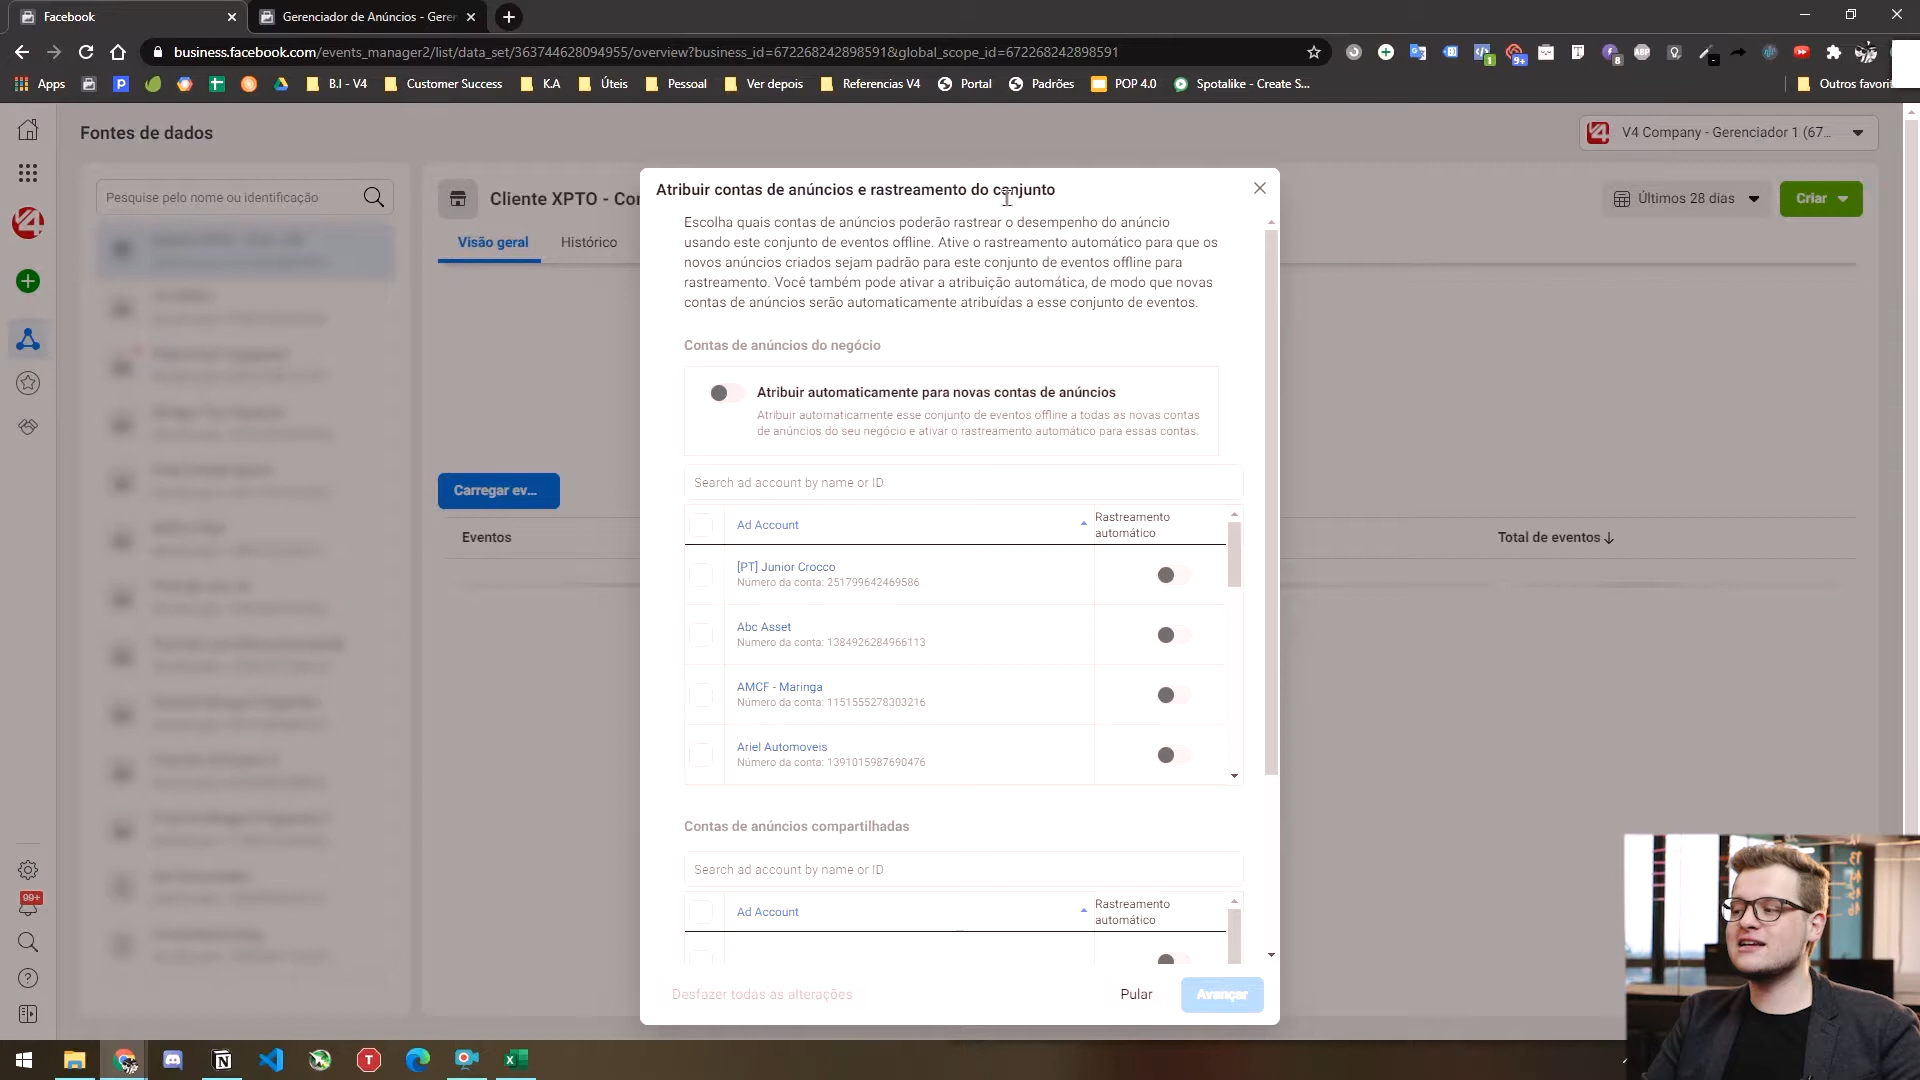 Facebook
Gerenciador de Anúncios - Geren
business.facebook.com/events_manager2/list/data_set/363744628094955/overview?business_id=672268242898591&global_scope_id=672268242898591
Apps
B.I - V4
Customer Success
K.A
Úteis
Pessoal
Ver depois
Referencias V4
Portal
Padrões
POP 4.0
Spotalike - Create S...
Outros favorit
Fontes de dados
V4 Company - Gerenciador 1 (67...
Pesquise pelo nome ou identificação
Cliente XPTO - Con
Últimos 28 dias
Criar
Visão geral
Histórico
Carregar ev...
Eventos
Total de eventos
Atribuir contas de anúncios e rastreamento do conjunto
Escolha quais contas de anúncios poderão rastrear o desempenho do anúncio
usando este conjunto de eventos offline. Ative o rastreamento automático para que os
novos anúncios criados sejam padrão para este conjunto de eventos offline para
rastreamento. Você também pode ativar a atribuição automática, de modo que novas
contas de anúncios serão automaticamente atribuídas a esse conjunto de eventos.
Contas de anúncios do negócio
Atribuir automaticamente para novas contas de anúncios
Atribuir automaticamente esse conjunto de eventos offline a todas as novas contas
de anúncios do seu negócio e ativar o rastreamento automático para essas contas.
Search ad account by name or ID
Ad Account
Rastreamento
automático
[PT] Junior Crocco
Número da conta: 251799642469586
Abc Asset
Número da conta: 1384926284966113
AMCF - Maringa
Número da conta: 1151555278303216
Ariel Automoveis
Número da conta: 1391015987690476
Contas de anúncios compartilhadas
Search ad account by name or ID
Ad Account
Rastreamento
automático
Desfazer todas as alterações
Pular
Avançar
99+